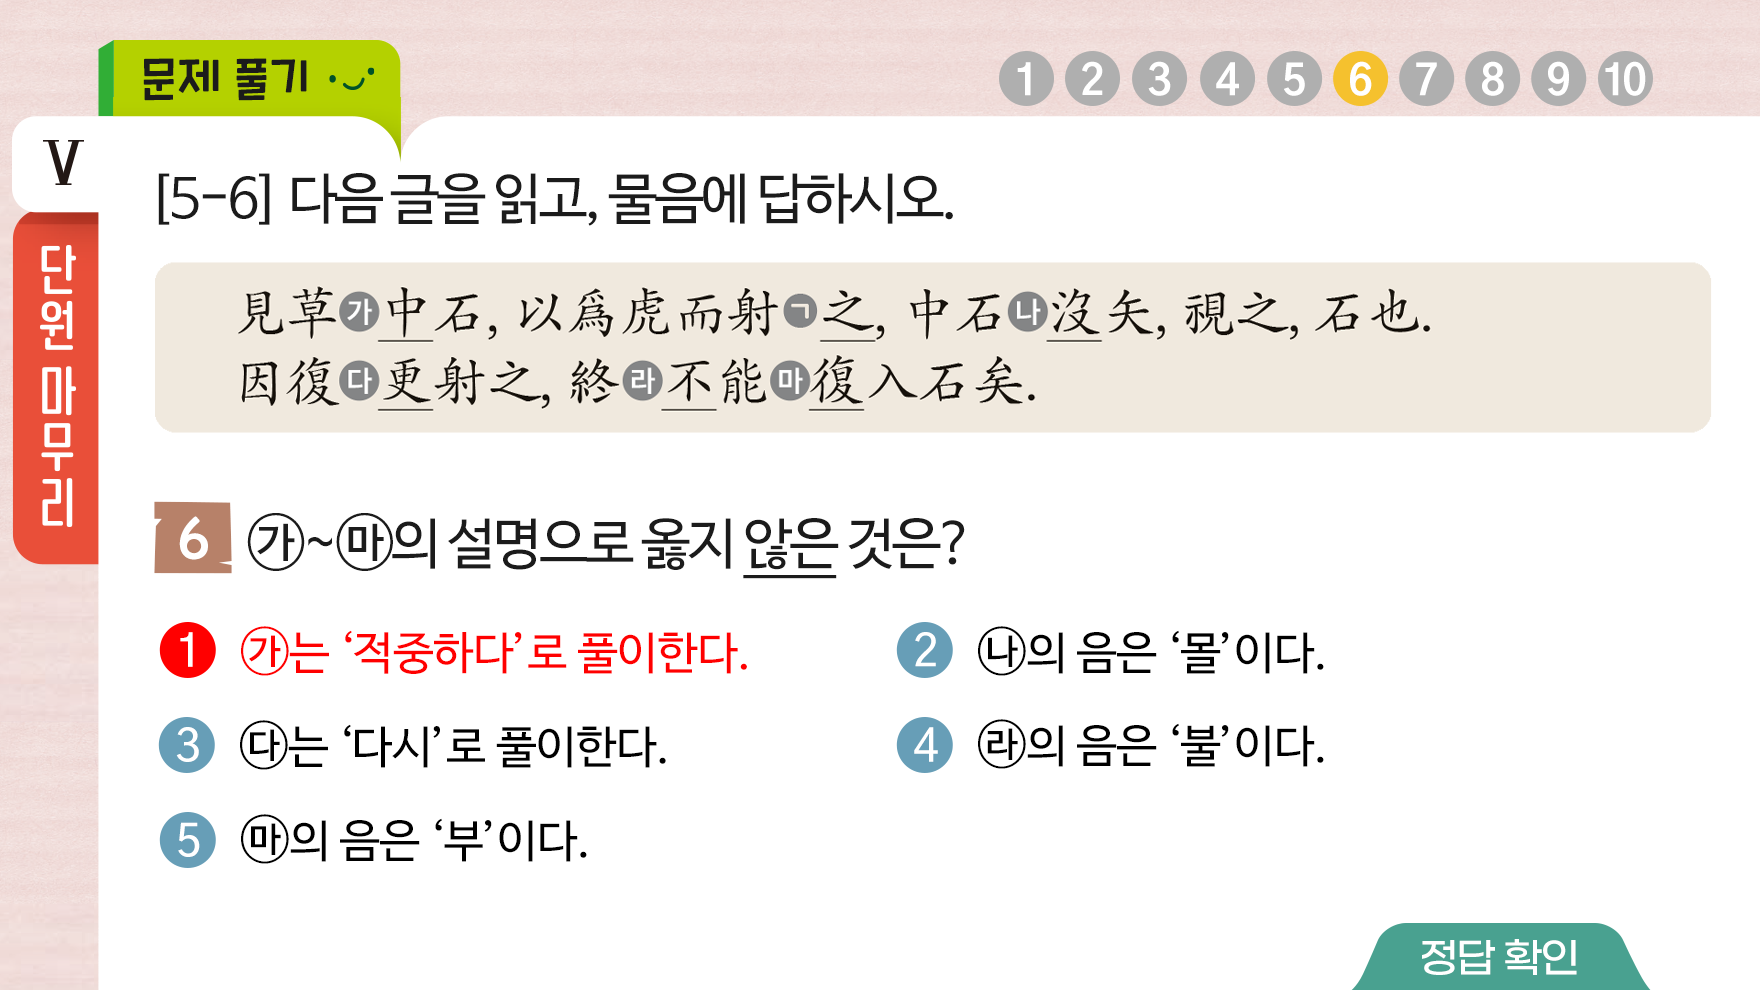 문제 풀기
1 2 3 4 5 6 7 8 9 10
V
단원 마무리
[5-6] 다음 글을 읽고, 물음에 답하시오.
見草㉮中石, 以爲虎而射㉠之, 中石㉯沒矢, 視之, 石也.
因復㉰更射之, 終㉱不能㉲復入石矣.
6 ㉮~㉲의 설명으로 옳지 않은 것은?
1 ㉮는 ‘적중하다’로 풀이한다.
2 ㉯의 음은 ‘몰’이다.
3 ㉰는 ‘다시’로 풀이한다.
4 ㉱의 음은 ‘불’이다.
5 ㉲의 음은 ‘부’이다.
정답 확인